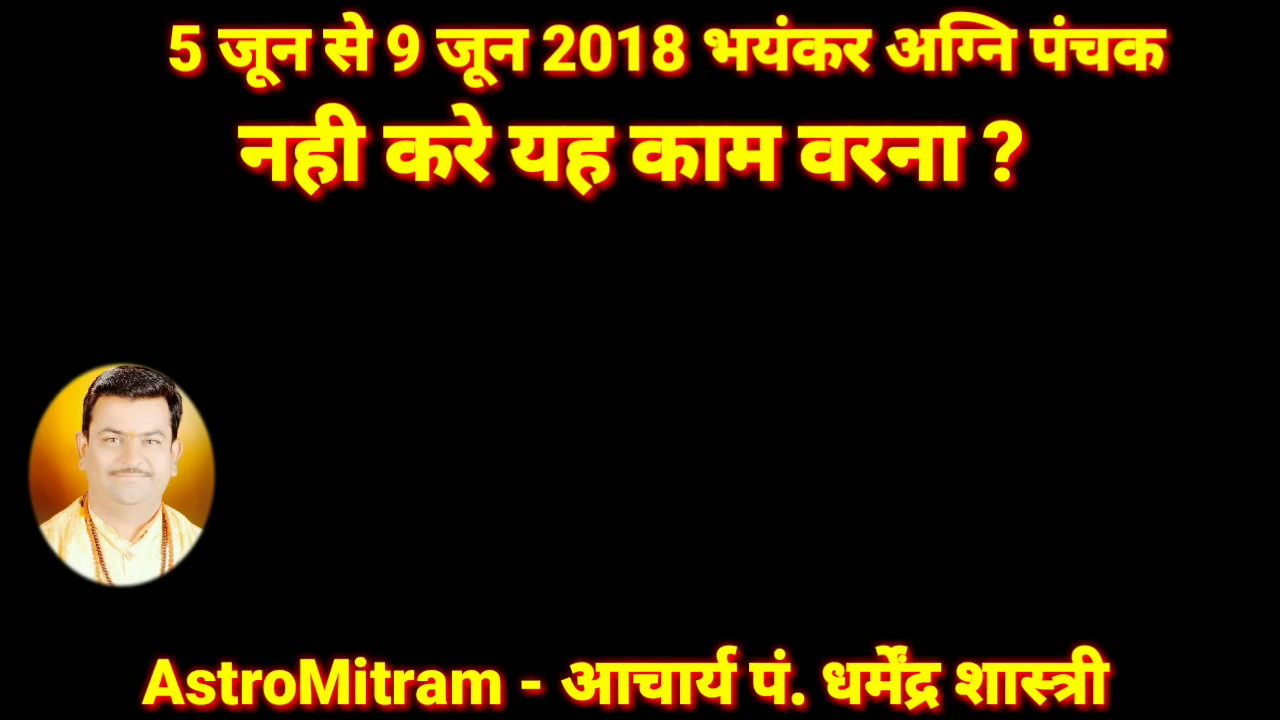 5 जून से 9 जून 2018 भयंकर अग्नि पंचक
नही करे यह काम वरना ?
AstroMitram - आचार्य पं. धर्मेंद्र शास्त्री